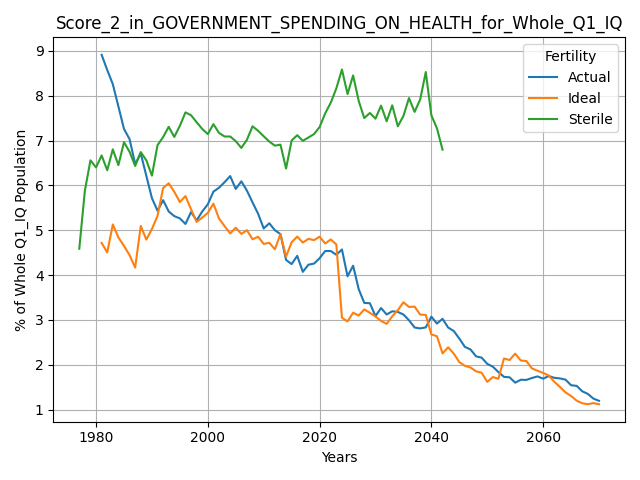 Score_2_in_GOVERNMENT_SPENDING_ON_HEALTH_for_Whole_Q1_IQ
% of Whole Q1_IQ Population
9
8
7
6
5
4
3
2
1
Fertility
Actual
Ideal
Sterile
1980
2000
2020
2040
2060
Years